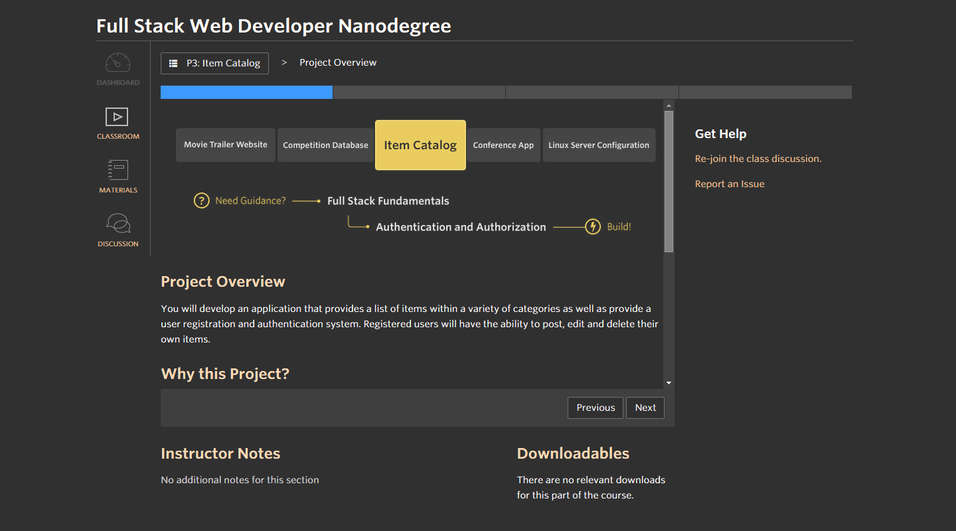 Full Stack Web Developer Nanodegree
DASHBOARD
CLASSROOM
MATERIALS
DISCUSSION
P3: Item Catalog > Project Overview
Movie Trailer Website
Competition Database
Item Catalog
Conference App
Linux Server Configuration
? Need Guidance?
Full Stack Fundamentals
Authentication and Authorization
Build!
Project Overview
You will develop an application that provides a list of items within a variety of categories as well as provide a
user registration and authentication system. Registered users will have the ability to post, edit and delete their
own items.
Why this Project?
Previous
Next
Get Help
Re-join the class discussion.
Report an Issue
Instructor Notes
No additional notes for this section
Downloadables
There are no relevant downloads
for this part of the course.